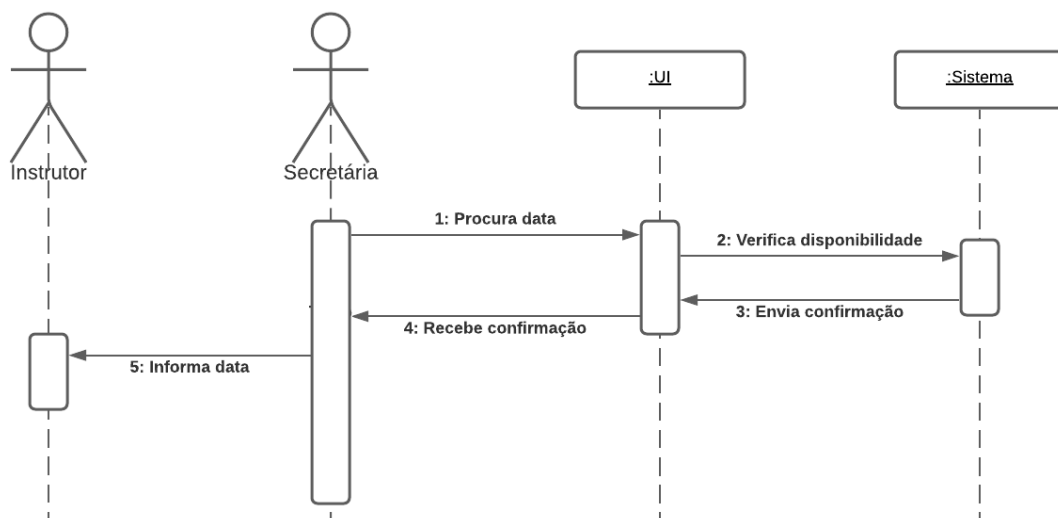 :UI
:Sistema
Instrutor
Secretária
1: Procura data
2: Verifica disponibilidade
3: Envia confirmação
4: Recebe confirmação
5: Informa data